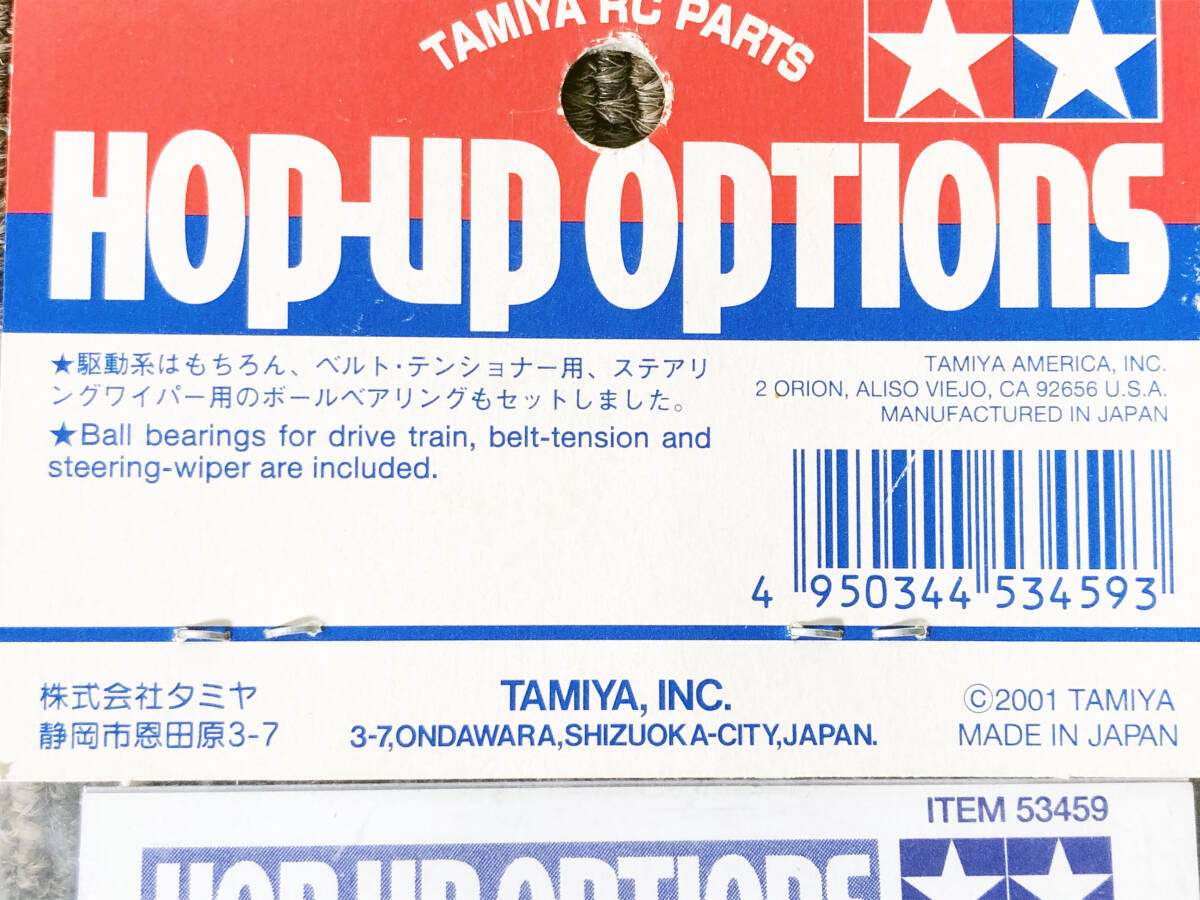 TAMIYA RC PARTS
HOP-UP OPTIONS
★駆動系はもちろん、ベルト・テンショナー用、ステアリ
ングワイパー用のボールベアリングもセットしました。
★Ball bearings for drive train, belt-tension and
steering-wiper are included.
TAMIYA AMERICA, INC.
2 ORION, ALISO VIEJO, CA 92656 U.S.A.
MANUFACTURED IN JAPAN
4 950344 534593
株式会社タミヤ
静岡市恩田原3-7
TAMIYA, INC.
3-7,ONDAWARA,SHIZUOKA-CITY,JAPAN.
©2001 TAMIYA
MADE IN JAPAN
ITEM 53459
HOP-UP OPTIONS